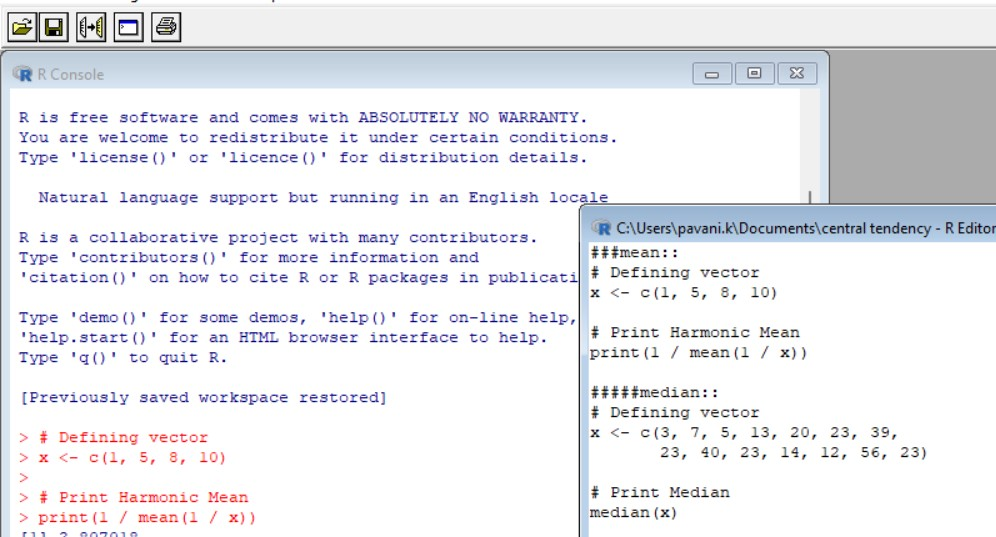 R Console
R is free software and comes with ABSOLUTELY NO WARRANTY.
You are welcome to redistribute it under certain conditions.
Type 'license()' or 'licence()' for distribution details.
Natural language support but running in an English locale
R is a collaborative project with many contributors.
Type 'contributors()' for more information and
'citation()' on how to cite R or R packages in publicati
Type 'demo()' for some demos, 'help()' for on-line help,
'help.start()' for an HTML browser interface to help.
Type 'q()' to quit R.
[Previously saved workspace restored]
> # Defining vector
> x <- c(1, 5, 8, 10)
>
> # Print Harmonic Mean
> print(1 / mean(1 / x))
[1] 2.807018
C:\Users\pavani.k\Documents\central tendency - R Editor
###mean::
# Defining vector
x <- c(1, 5, 8, 10)
# Print Harmonic Mean
print(1 / mean(1 / x))
#####median::
# Defining vector
x <- c(3, 7, 5, 13, 20, 23, 39,
23, 40, 23, 14, 12, 56, 23)
# Print Median
median(x)